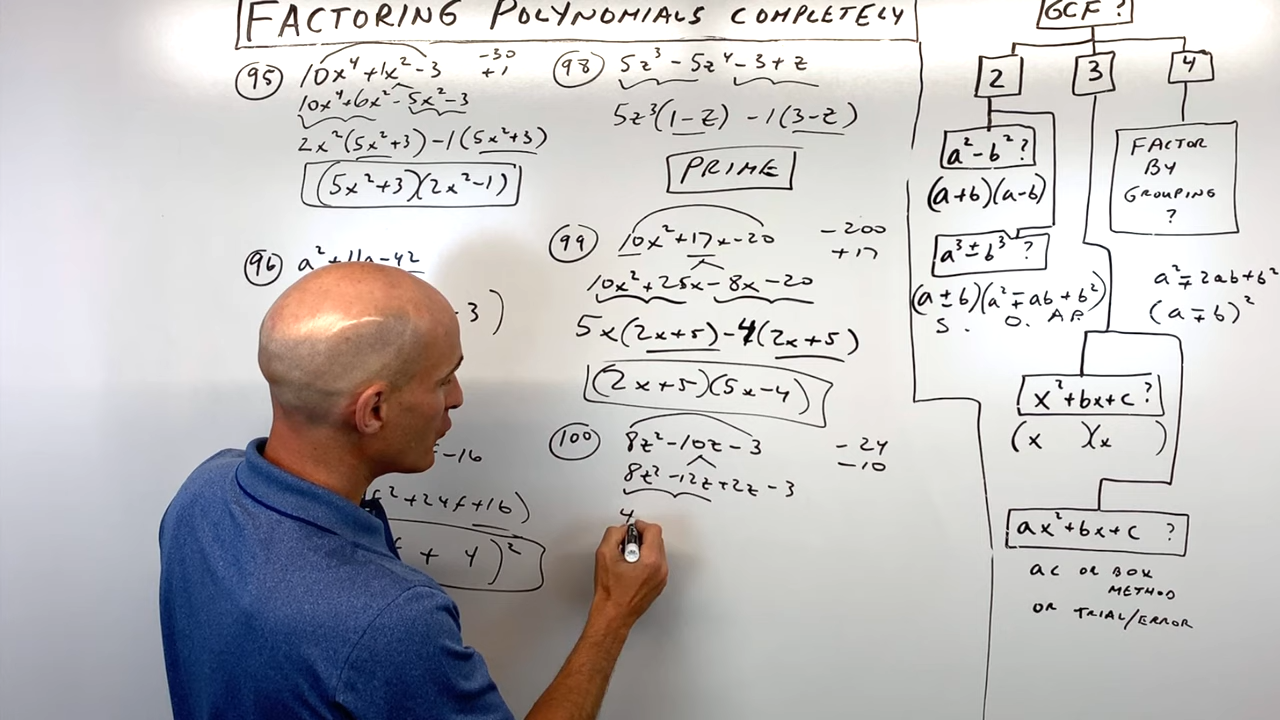 FACTORING POLYNOMIALS COMPLETELY
95 10x⁴+1x²-3 -30
+1
10x⁴+6x²-5x²-3
2x²(5x²+3)-1(5x²+3)
(5x²+3)(2x²-1)
96 a²+11a-42
-3)
-16
+24f+16)
+ 4)²
98 5z³-5z⁴-3+z
5z³(1-z) -1(3-z)
PRIME
99 10x²+17x-20 -200
+17
10x²+25x-8x-20
5x(2x+5)-4(2x+5)
(2x+5)(5x-4)
100 8z²-10z-3 -24
-10
8z²-12z+2z-3
4
GCF?
2 3 4
a²-b²?
(a+b)(a-b)
a³±b³?
(a±b)(a²∓ab+b²)
S. O. AP
FACTOR
BY
GROUPING
?
a²∓2ab+b²
(a∓b)²
x²+bx+c?
(x )(x )
ax²+bx+c ?
ac OR BOX
METHOD
OR TRIAL/ERROR